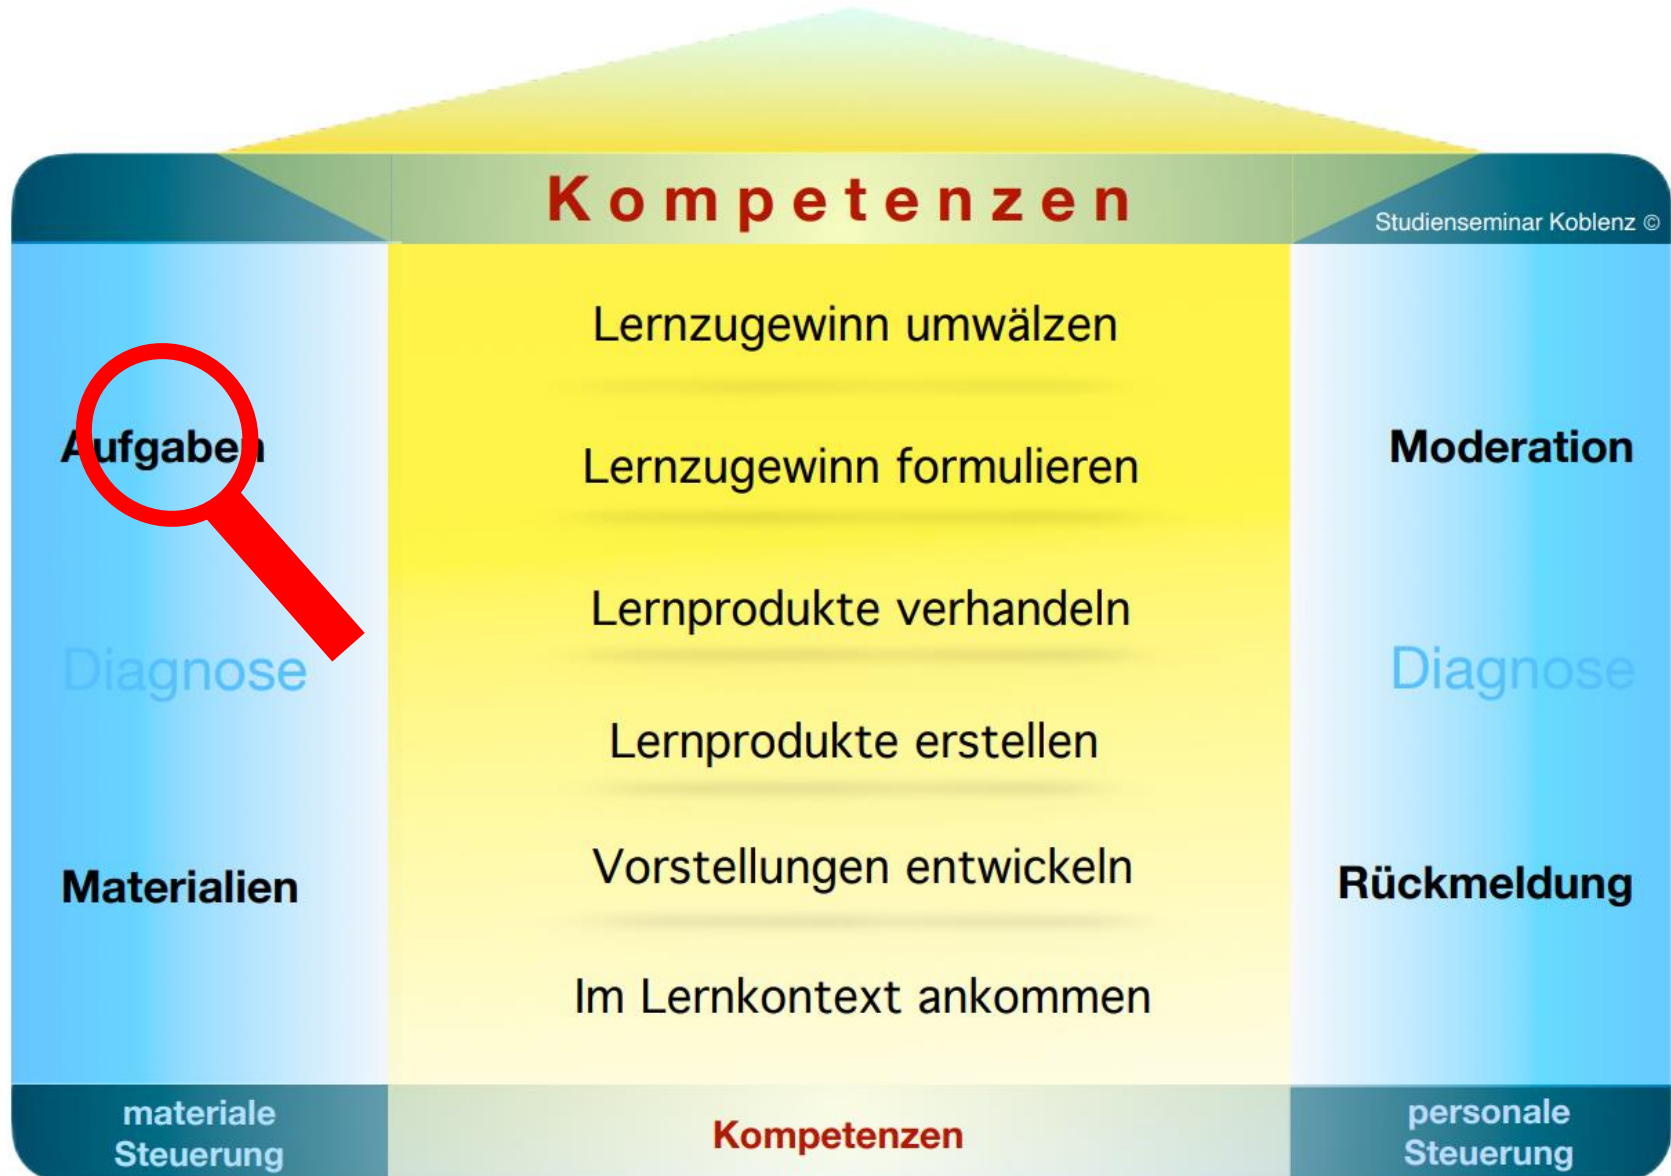 Kompetenzen
Studienseminar Koblenz ©
Lernzugewinn umwälzen
Aufgaben
Lernzugewinn formulieren
Moderation
Lernprodukte verhandeln
Diagnose
Diagnose
Lernprodukte erstellen
Materialien
Vorstellungen entwickeln
Rückmeldung
Im Lernkontext ankommen
materiale
Steuerung
Kompetenzen
personale
Steuerung